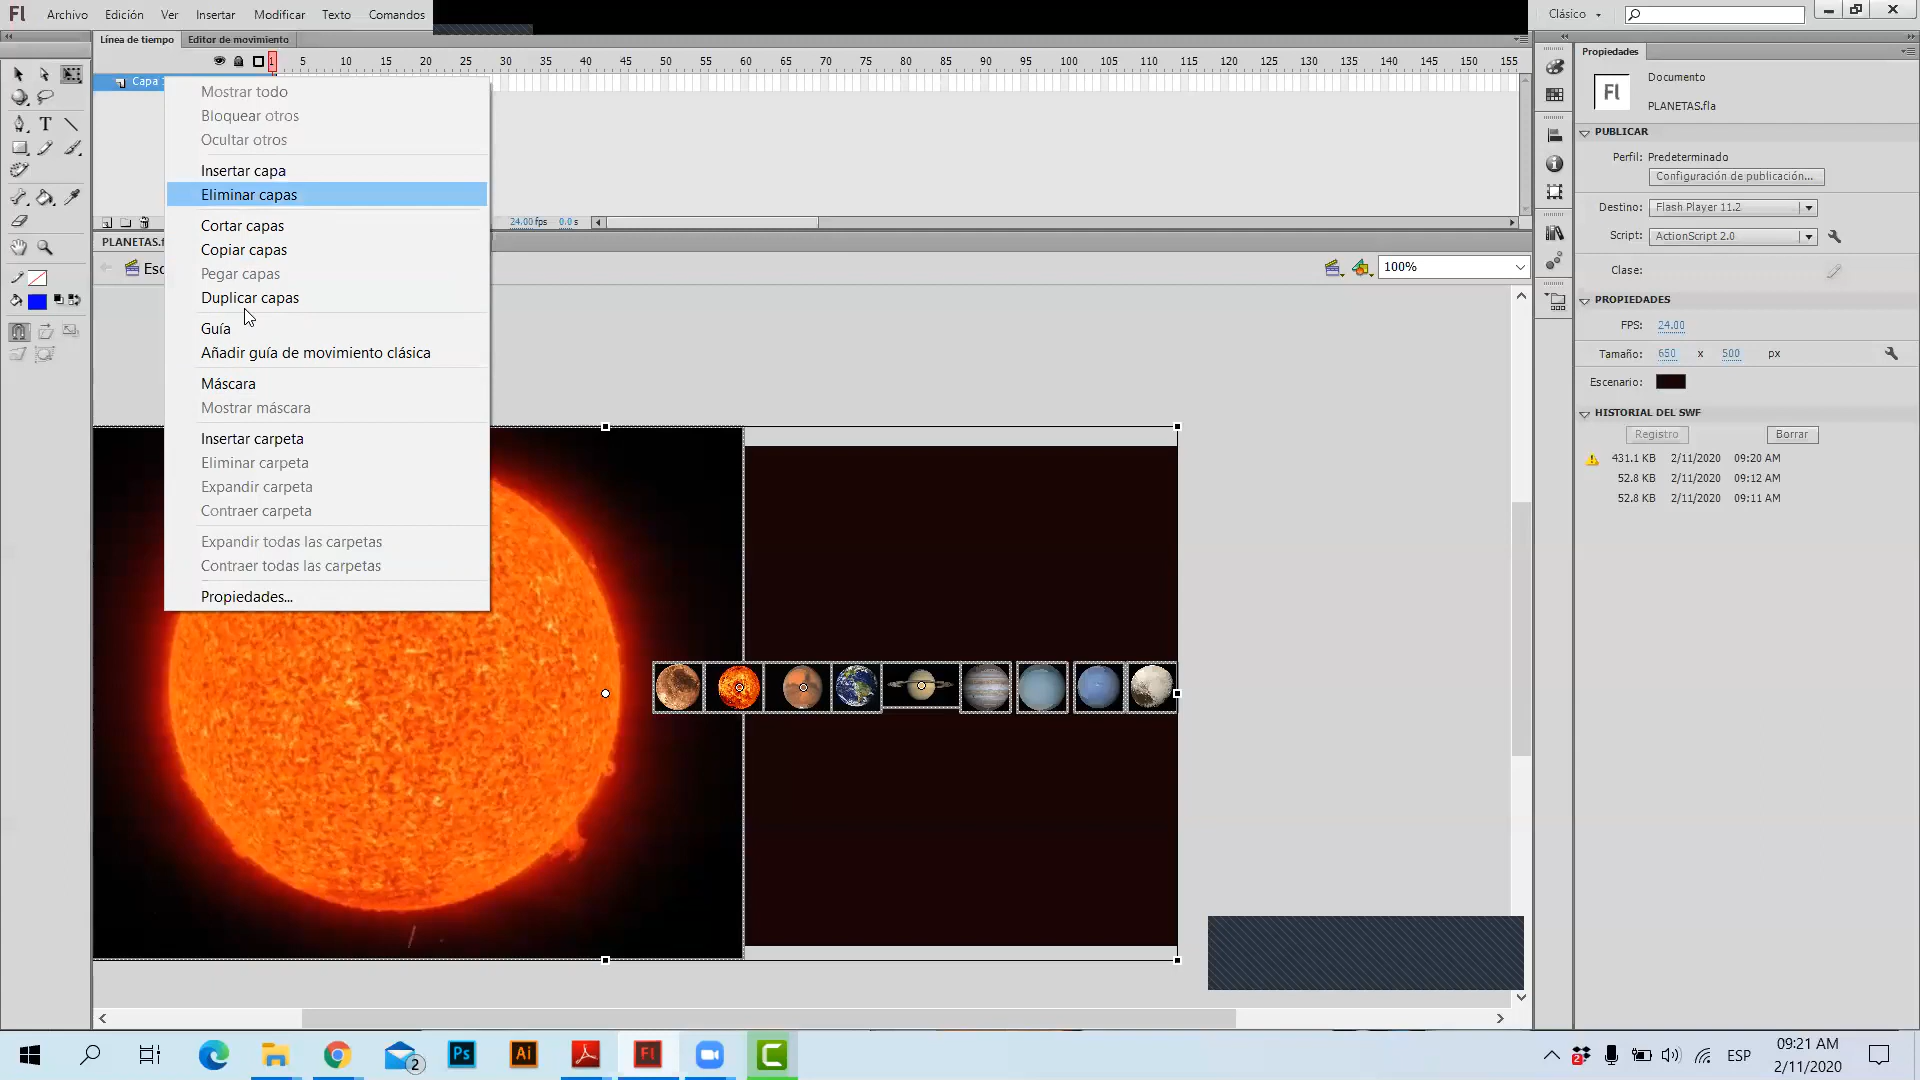 Fl Archivo Edición Ver Insertar Modificar Texto Comandos Clásico
Línea de tiempo Editor de movimiento
Propiedades
1 5 10 15 20 25 30 35 40 45 50 55 60 65 70 75 80 85 90 95 100 105 110 115 120 125 130 135 140 145 150 155
Capa
Mostrar todo
Bloquear otros
Ocultar otros
Insertar capa
Eliminar capas
Cortar capas
Copiar capas
Pegar capas
Duplicar capas
Guía
Añadir guía de movimiento clásica
Máscara
Mostrar máscara
Insertar carpeta
Eliminar carpeta
Expandir carpeta
Contraer carpeta
Expandir todas las carpetas
Contraer todas las carpetas
Propiedades...
24.00 fps 0.0 s
PLANETAS.f
Esc
100%
Fl
Documento
PLANETAS.fla
PUBLICAR
Perfil: Predeterminado
Configuración de publicación...
Destino: Flash Player 11.2
Script: ActionScript 2.0
Clase:
PROPIEDADES
FPS: 24.00
Tamaño: 650 x 500 px
Escenario:
HISTORIAL DEL SWF
Registro Borrar
431.1 KB 2/11/2020 09:20 AM
52.8 KB 2/11/2020 09:12 AM
52.8 KB 2/11/2020 09:11 AM
2 Ps Ai Fl C 2 ESP
09:21 AM
2/11/2020